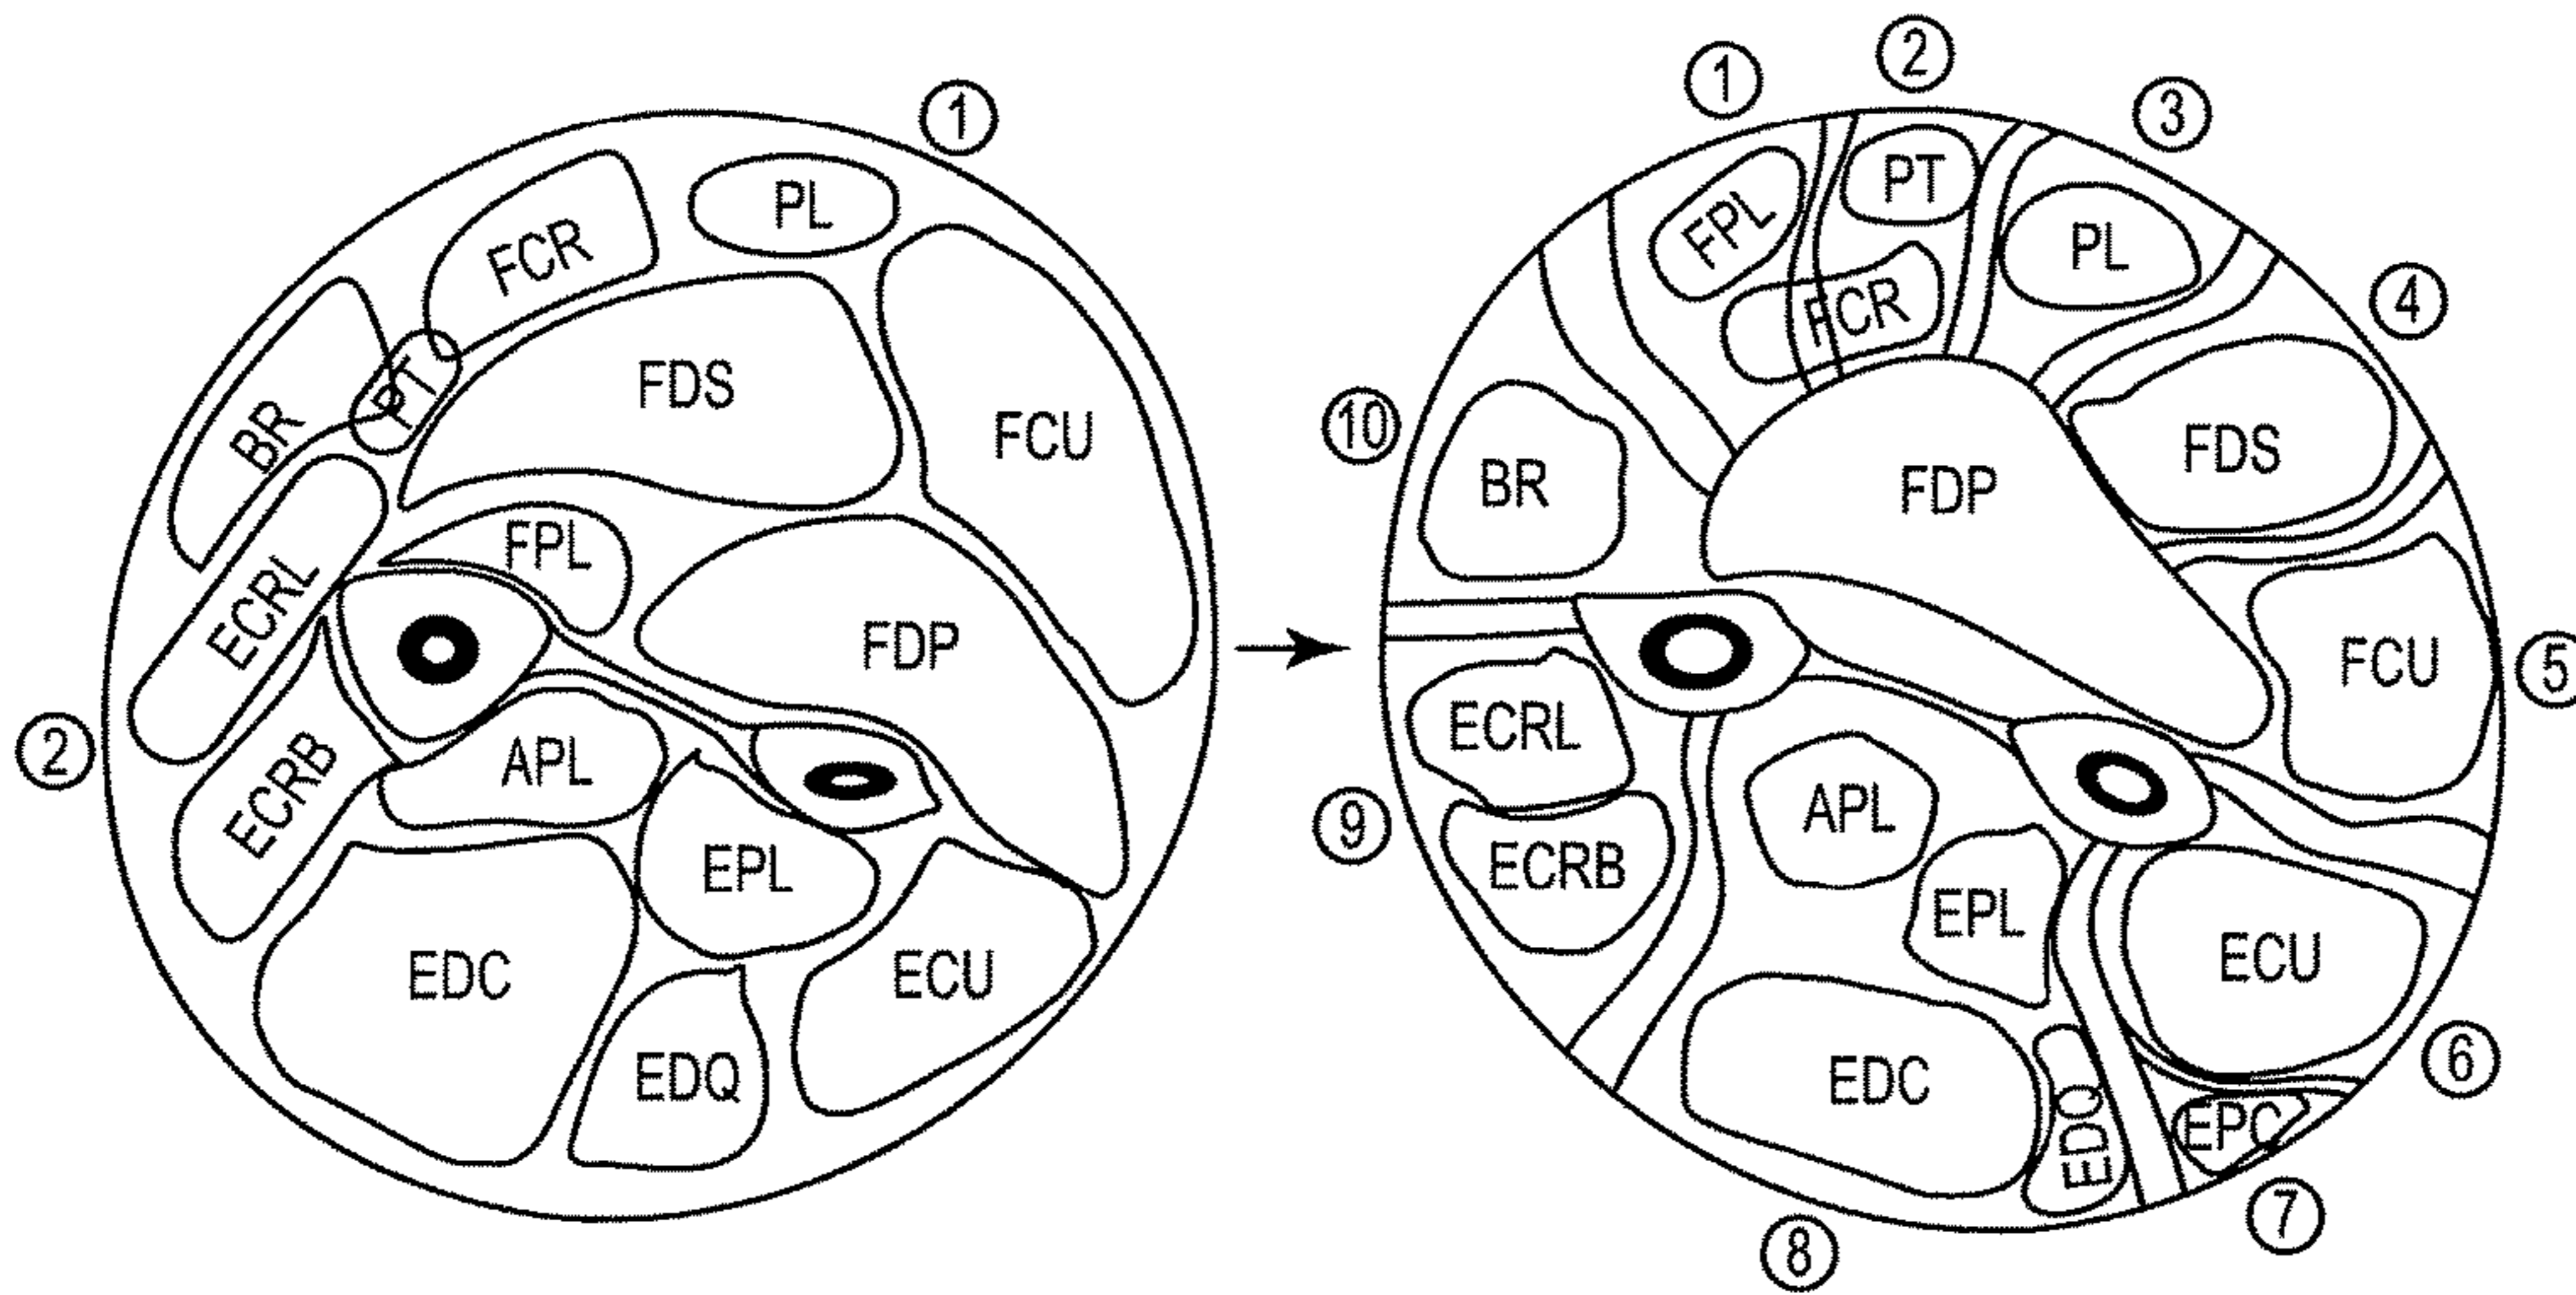 ①
PL
FCR
FDS
PT
BR
FCU
FPL
ECRL
FDP
②
APL
ECRB
EPL
EDC
ECU
EDQ
①
②
③
PT
FPL
PL
④
FCR
⑩
FDS
BR
FDP
FCU
⑤
ECRL
APL
⑨
ECRB
EPL
ECU
⑥
EDC
EDQ
EPC
⑦
⑧